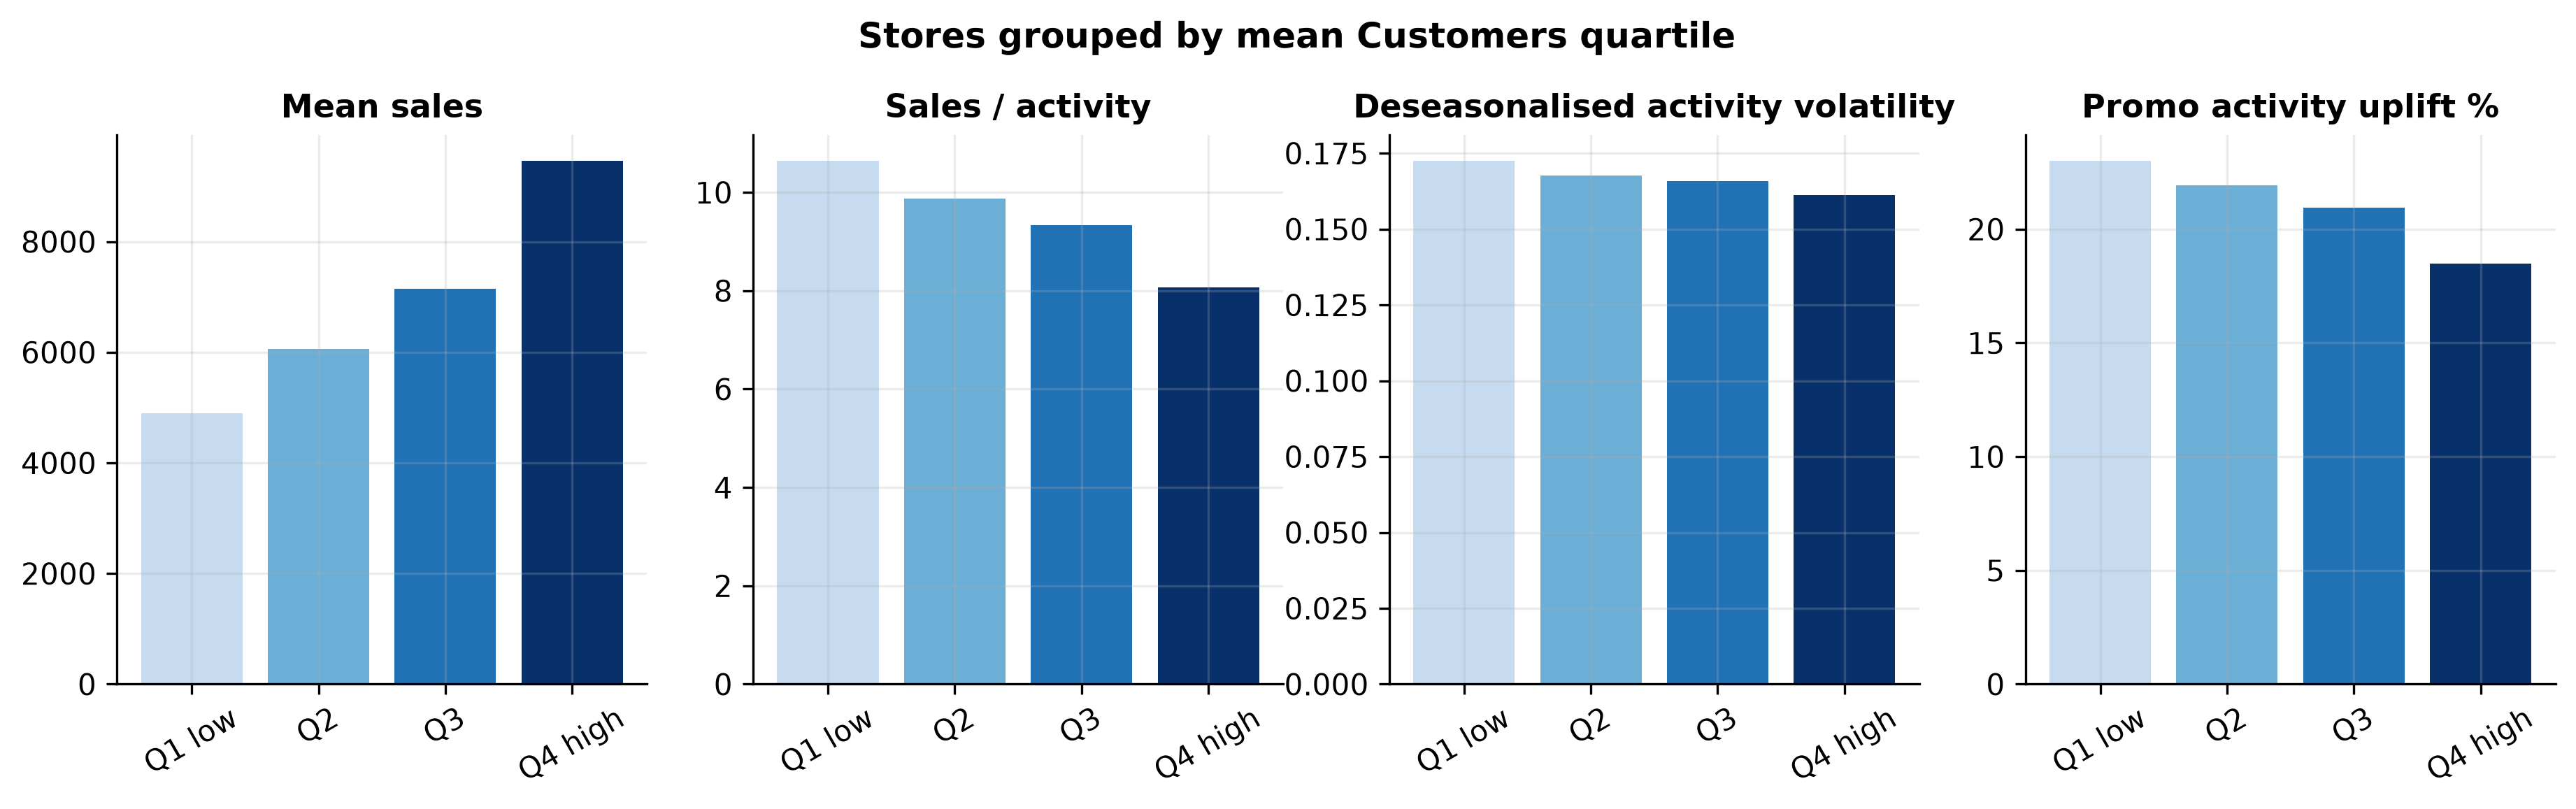 Stores grouped by mean Customers quartile
Mean sales
8000
6000
4000
2000
0
Q1 low
Q2
Q3
Q4 high
Sales / activity
10
8
6
4
2
0
Q1 low
Q2
Q3
Q4 high
Deseasonalised activity volatility
0.175
0.150
0.125
0.100
0.075
0.050
0.025
0.000
Q1 low
Q2
Q3
Q4 high
Promo activity uplift %
20
15
10
5
0
Q1 low
Q2
Q3
Q4 high